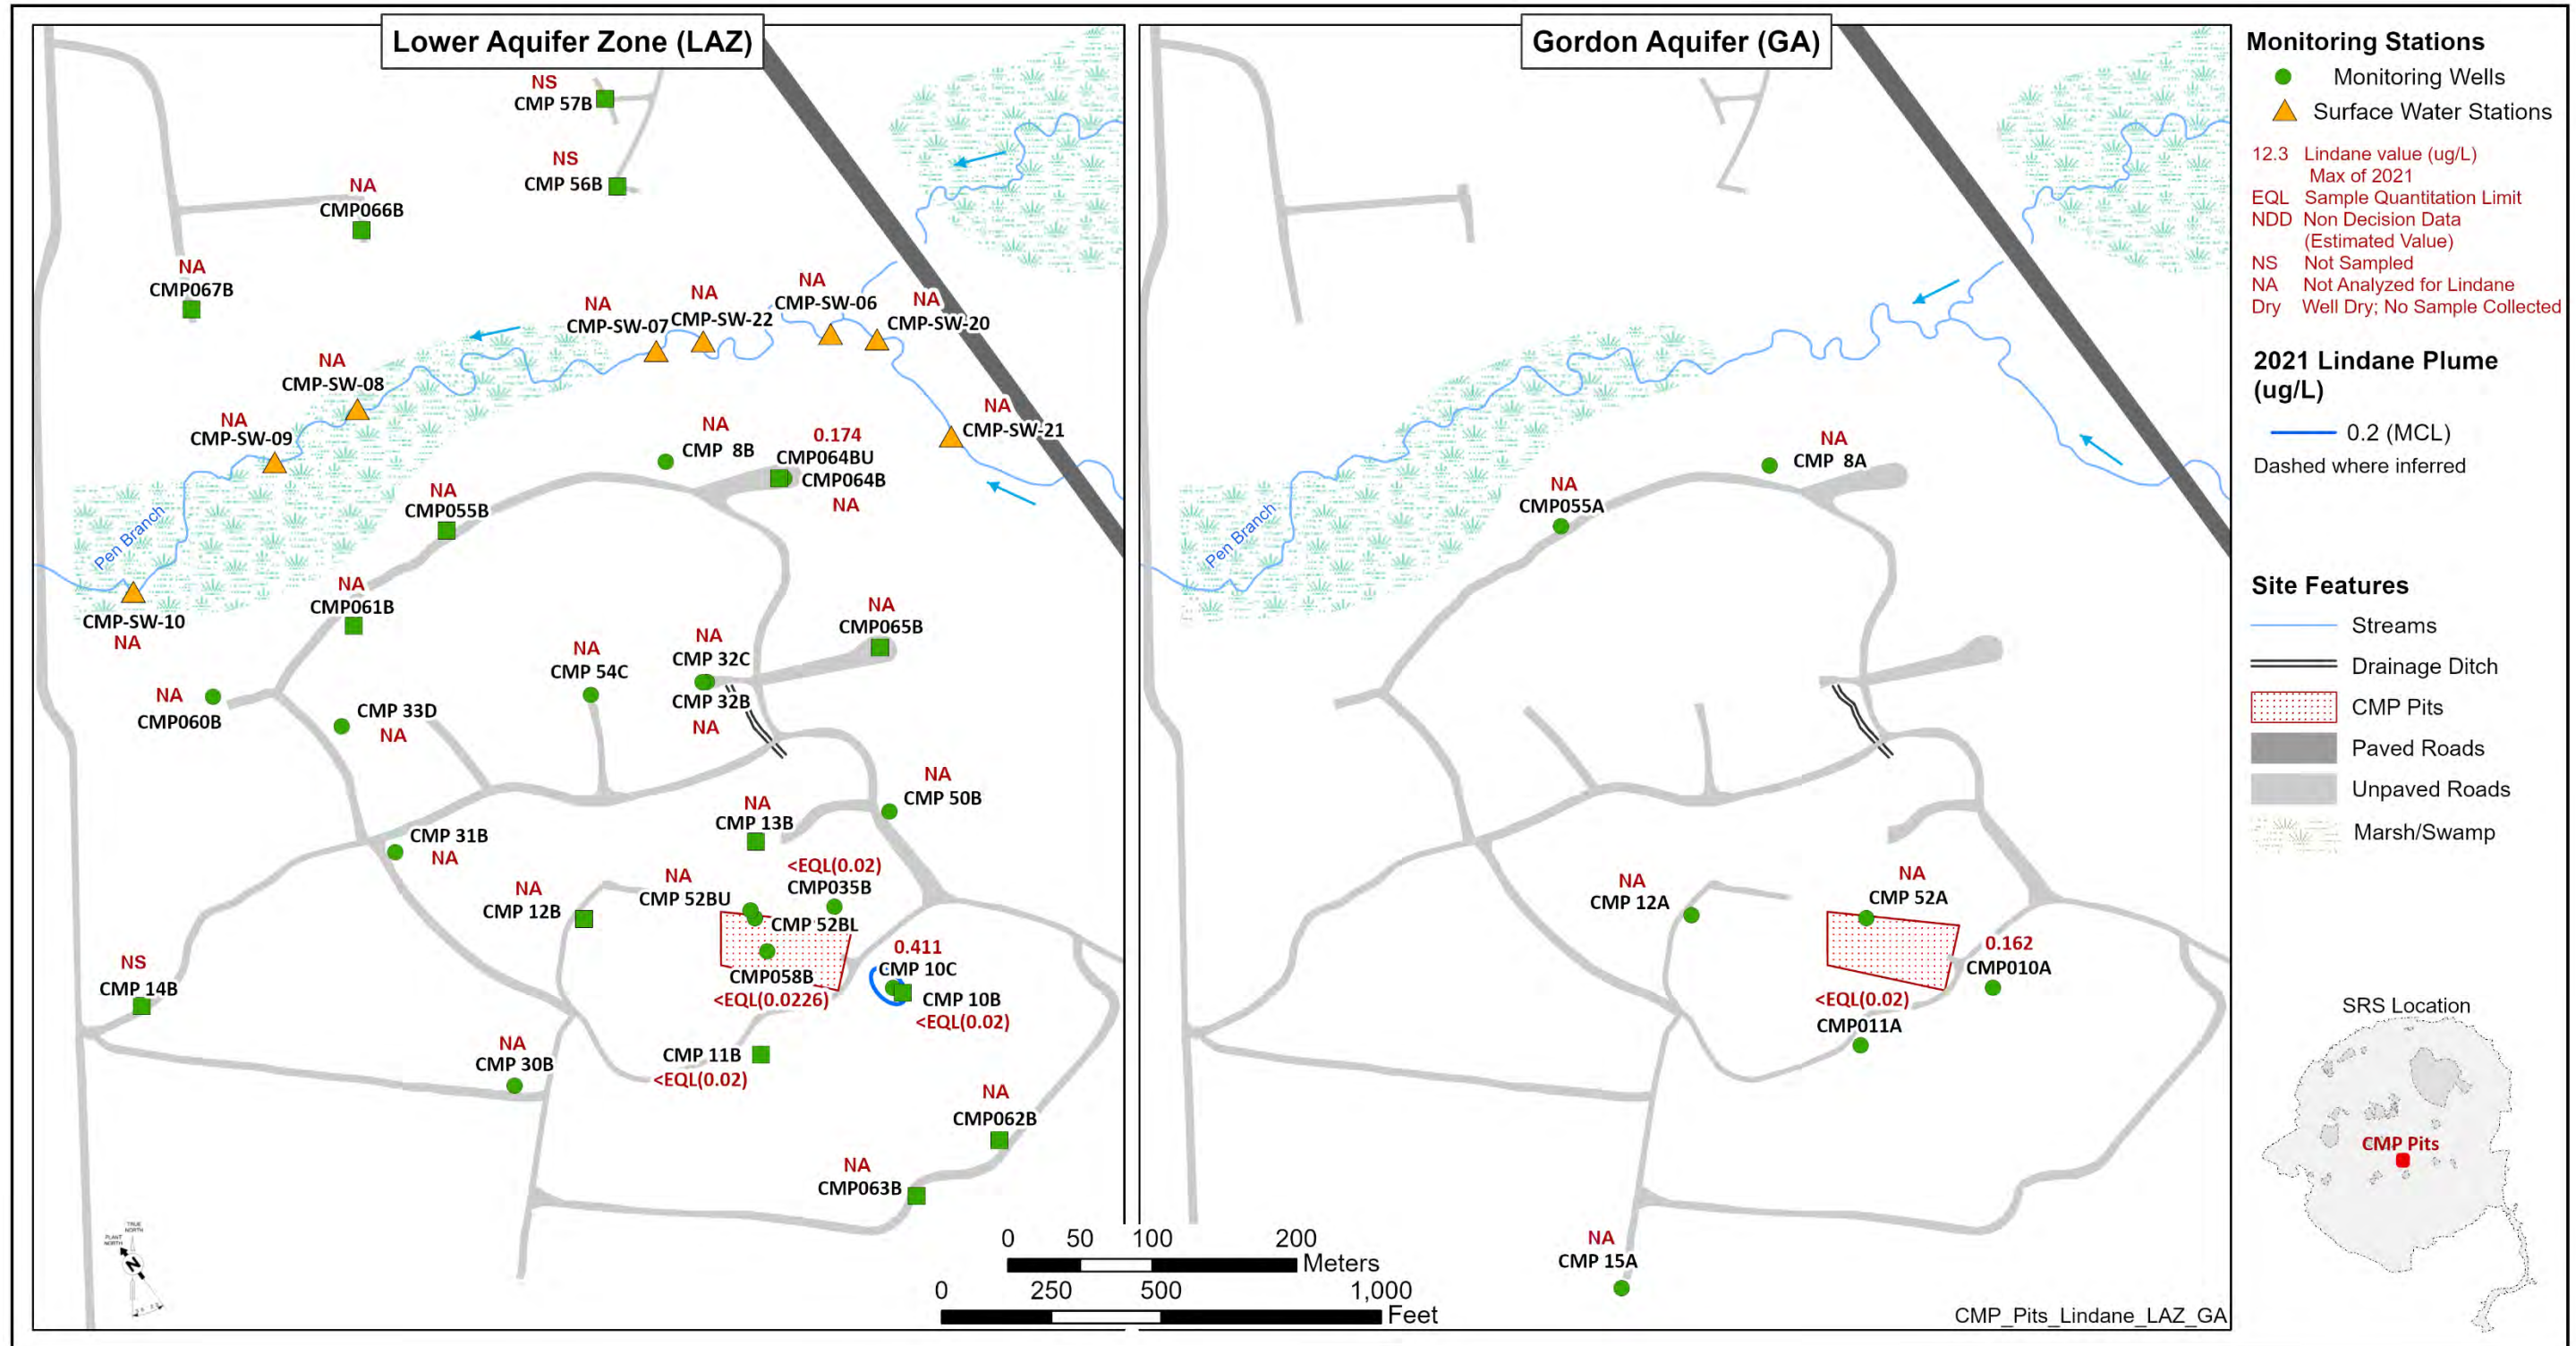 Lower Aquifer Zone (LAZ)
NS
CMP 57B
NS
CMP 56B
NA
CMP066B
NA
CMP067B
NA
CMP-SW-07
NA
CMP-SW-22
NA
CMP-SW-06
NA
CMP-SW-20
NA
CMP-SW-08
NA
CMP-SW-09
NA
CMP-SW-21
NA
CMP 8B
0.174
CMP064BU
CMP064B
NA
NA
CMP055B
Pen Branch
CMP-SW-10
NA
NA
CMP061B
NA
CMP065B
NA
CMP 54C
NA
CMP 32C
CMP 32B
NA
NA
CMP060B
CMP 33D
NA
NA
CMP 50B
NA
CMP 13B
CMP 31B
NA
<EQL(0.02)
CMP035B
NA
CMP 52BU
CMP 52BL
NA
CMP 12B
CMP058B
<EQL(0.0226)
0.411
CMP 10C
CMP 10B
<EQL(0.02)
NS
CMP 14B
CMP 11B
<EQL(0.02)
NA
CMP 30B
NA
CMP062B
NA
CMP063B
TRUE
NORTH
PLANT
NORTH
N
0 50 100 200
Meters
0 250 500 1,000
Feet
Gordon Aquifer (GA)
NA
CMP 8A
NA
CMP055A
Pen Branch
NA
CMP 12A
NA
CMP 52A
0.162
CMP010A
<EQL(0.02)
CMP011A
NA
CMP 15A
CMP_Pits_Lindane_LAZ_GA
Monitoring Stations
Monitoring Wells
Surface Water Stations
12.3 Lindane value (ug/L)
Max of 2021
EQL Sample Quantitation Limit
NDD Non Decision Data
(Estimated Value)
NS Not Sampled
NA Not Analyzed for Lindane
Dry Well Dry; No Sample Collected
2021 Lindane Plume
(ug/L)
0.2 (MCL)
Dashed where inferred
Site Features
Streams
Drainage Ditch
CMP Pits
Paved Roads
Unpaved Roads
Marsh/Swamp
SRS Location
CMP Pits